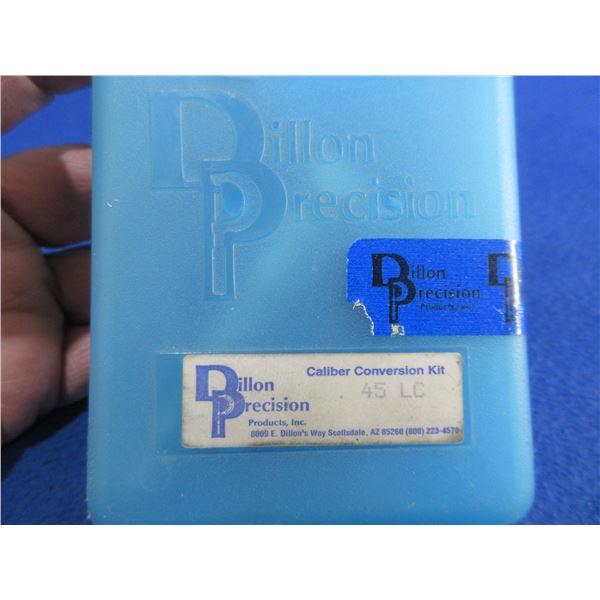 Dillon
Precision
Dillon
Precision
Products, Inc.
Dillon
Precision
Products, Inc.
Caliber Conversion Kit
45 LC
8009 E. Dillon's Way Scottsdale, AZ 85260 (800) 223-4570